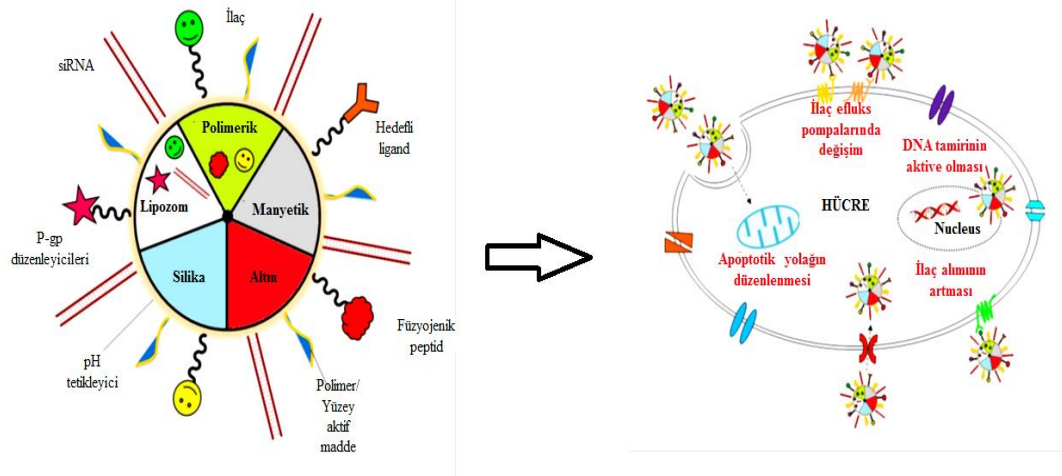 İlaç
siRNA
Hedefli
ligand
Polimerik
Lipozom
Manyetik
Silika
Altın
P-gp
düzenleyicileri
pH
tetikleyici
Füzyojenik
peptid
Polimer/
Yüzey
aktif
madde
İlaç efluks
pompalarında
değişim
DNA tamirinin
aktive olması
HÜCRE
Nucleus
Apoptotik yolağın
düzenlenmesi
İlaç alımının
artması